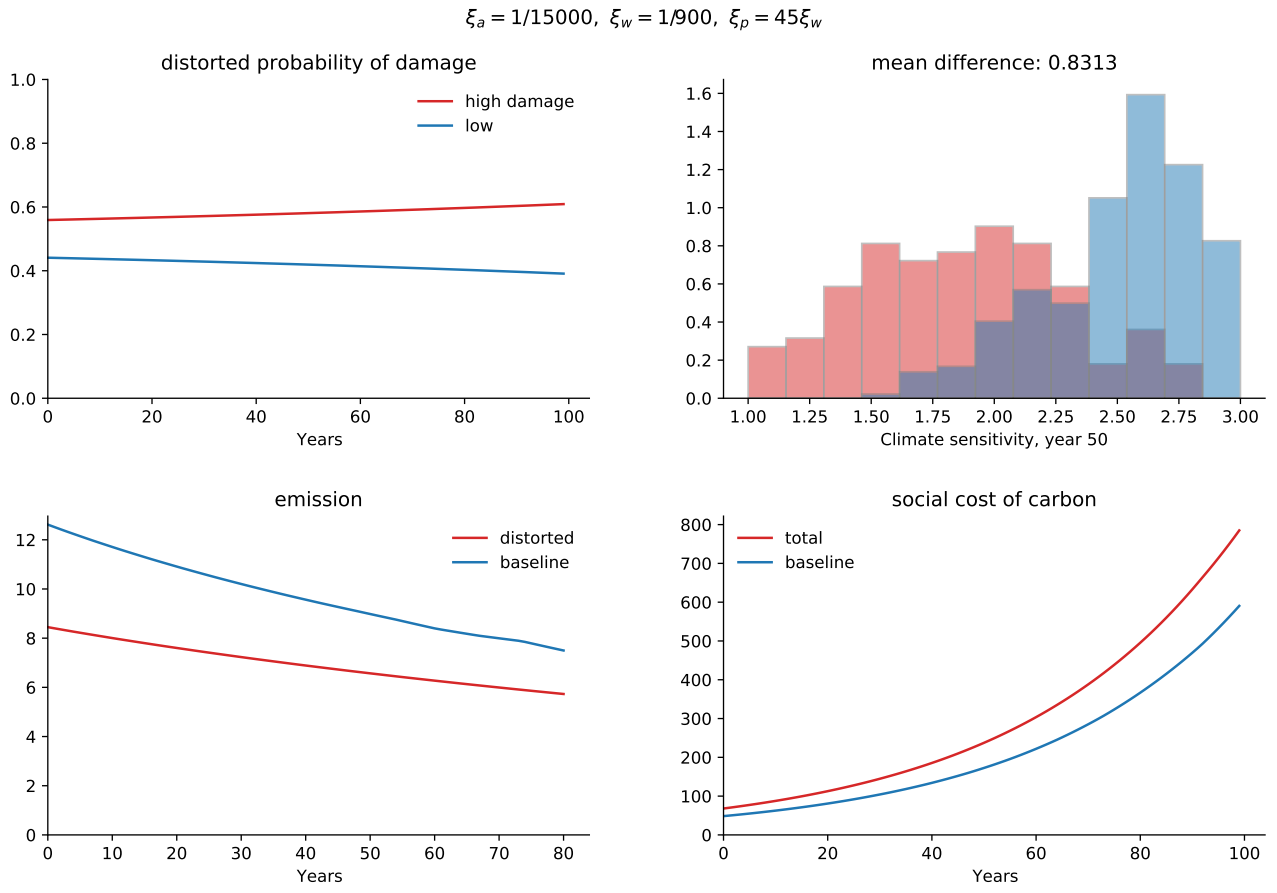 ξₐ = 1/15000, ξ_w = 1/900, ξ_p = 45ξ_w
distorted probability of damage
high damage
low
1.0
0.8
0.6
0.4
0.2
0.0
0 20 40 60 80 100
Years
mean difference: 0.8313
1.6
1.4
1.2
1.0
0.8
0.6
0.4
0.2
0.0
1.00 1.25 1.50 1.75 2.00 2.25 2.50 2.75 3.00
Climate sensitivity, year 50
emission
distorted
baseline
12
10
8
6
4
2
0
0 10 20 30 40 50 60 70 80
Years
social cost of carbon
total
baseline
800
700
600
500
400
300
200
100
0
0 20 40 60 80 100
Years